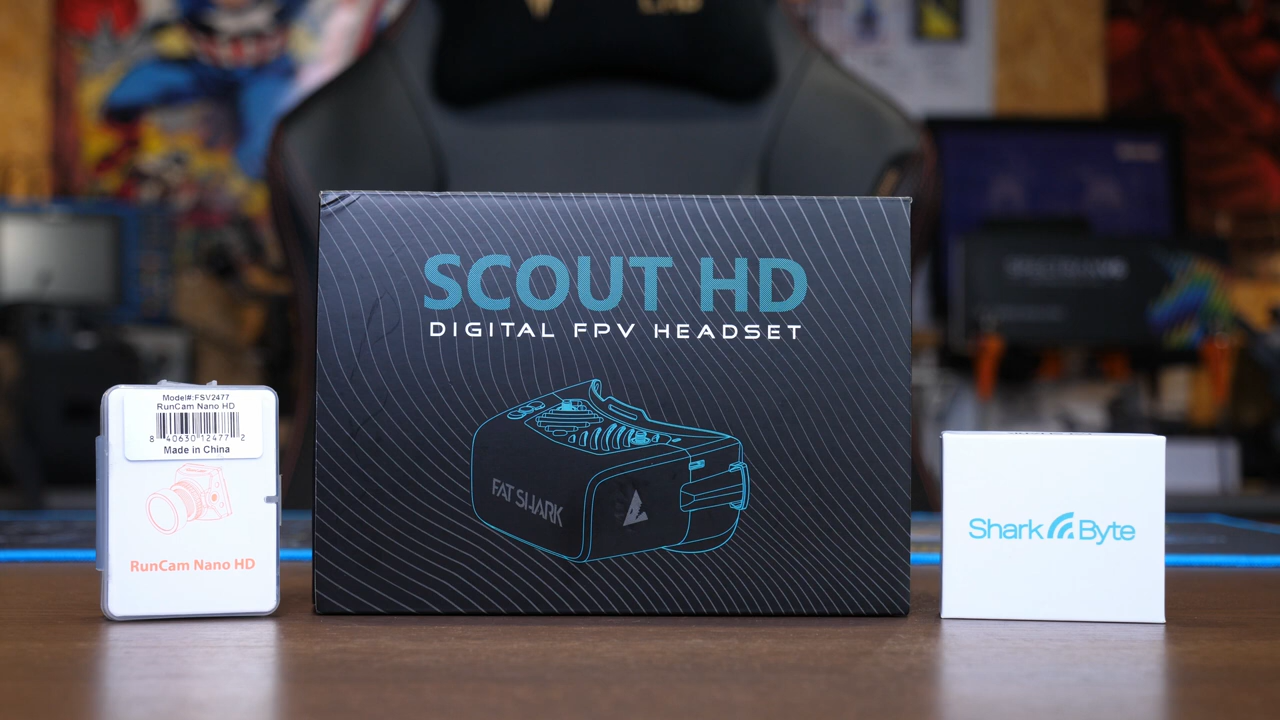 Model#:FSV2477
RunCam Nano HD
8 40630 12477 2
Made in China
RunCam Nano HD
SCOUT HD
DIGITAL FPV HEADSET
FAT SHARK
Shark Byte